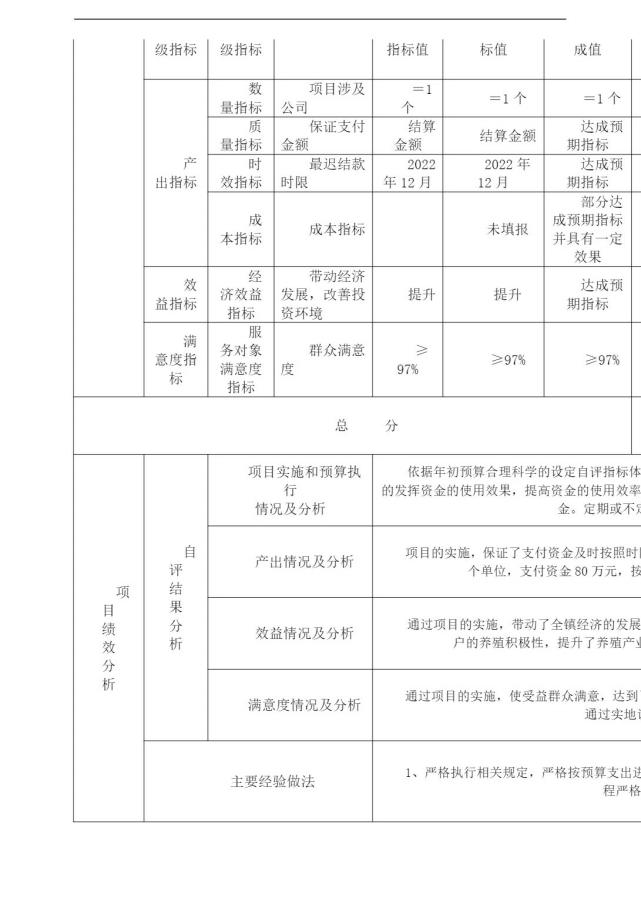 级指标 级指标 指标值 标值 成值
产出指标
数量指标 项目涉及公司 ＝1个 ＝1 个 ＝1 个
质量指标 保证支付金额 结算金额 结算金额 达成预期指标
时效指标 最迟结款时限 2022年 12 月 2022 年 12 月 达成预期指标
成本指标 成本指标 未填报 部分达成预期指标并具有一定效果
效益指标 经济效益指标 带动经济发展，改善投资环境 提升 提升 达成预期指标
满意度指标 服务对象满意度指标 群众满意度 ≥97% ≥97% ≥97%
总 分
项目绩效分析
自评结果分析
项目实施和预算执行
情况及分析
依据年初预算合理科学的设定自评指标体
的发挥资金的使用效果，提高资金的使用效率
金。定期或不定
产出情况及分析
项目的实施，保证了支付资金及时按照时
个单位，支付资金 80 万元，按
效益情况及分析
通过项目的实施，带动了全镇经济的发展
户的养殖积极性，提升了养殖产业
满意度情况及分析
通过项目的实施，使受益群众满意，达到
通过实地
主要经验做法
1、严格执行相关规定，严格按预算支出进
程严格